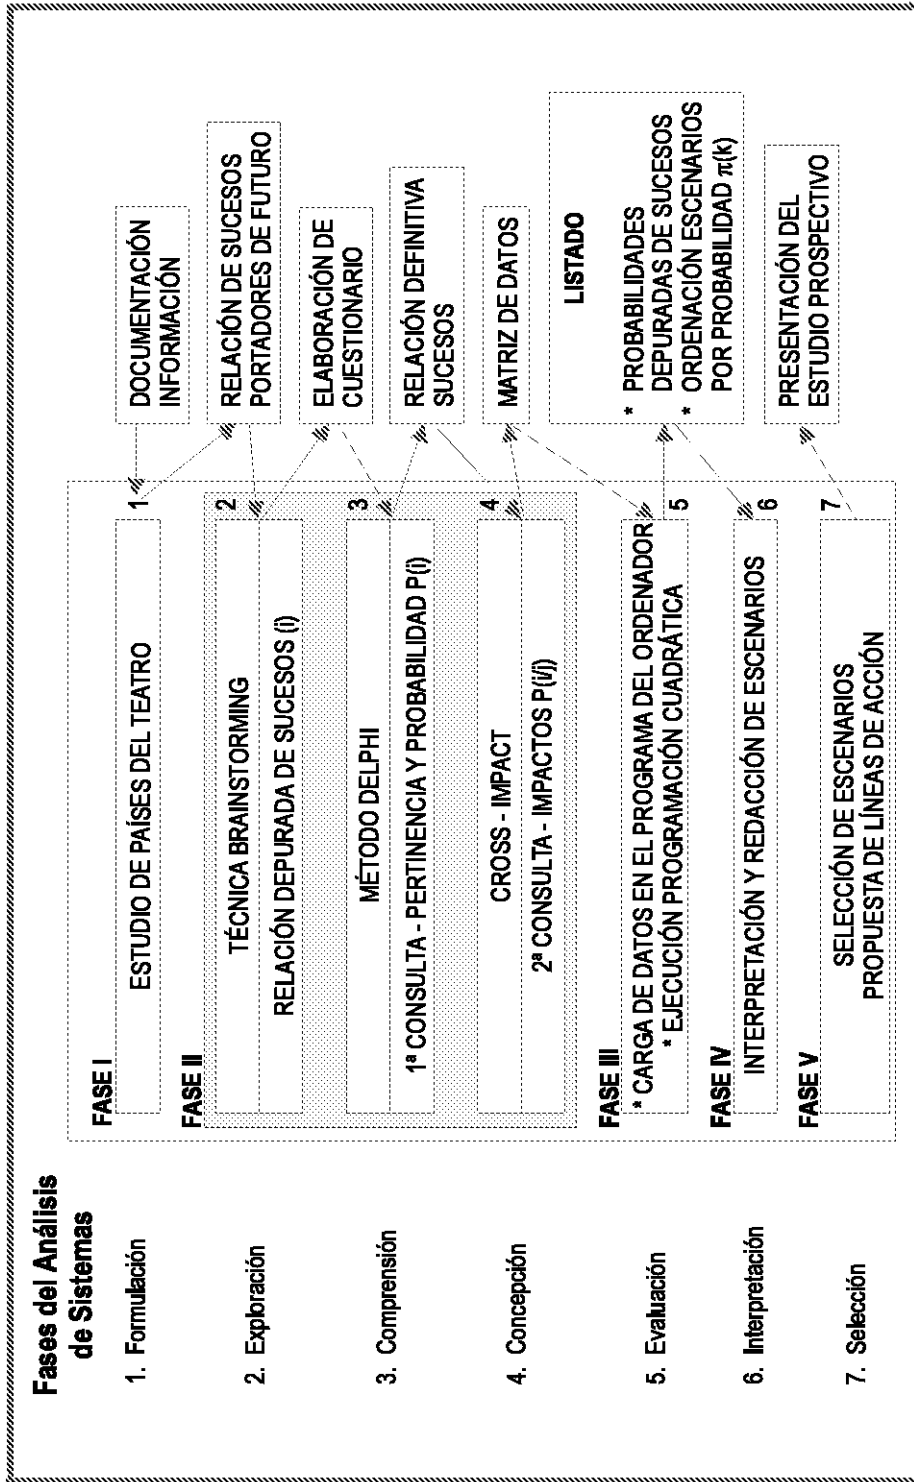 Fases del Análisis
de Sistemas
1. Formulación
2. Exploración
3. Comprensión
4. Concepción
5. Evaluación
6. Interpretación
7. Selección
FASE I
ESTUDIO DE PAÍSES DEL TEATRO
1
FASE II
TÉCNICA BRAINSTORMING
2
RELACIÓN DEPURADA DE SUCESOS (i)
MÉTODO DELPHI
3
1ª CONSULTA - PERTINENCIA Y PROBABILIDAD P(i)
CROSS - IMPACT
4
2ª CONSULTA - IMPACTOS P(i/j)
FASE III
* CARGA DE DATOS EN EL PROGRAMA DEL ORDENADOR
* EJECUCIÓN PROGRAMACIÓN CUADRÁTICA
5
FASE IV
INTERPRETACIÓN Y REDACCIÓN DE ESCENARIOS
6
FASE V
SELECCIÓN DE ESCENARIOS
PROPUESTA DE LÍNEAS DE ACCIÓN
7
DOCUMENTACIÓN
INFORMACIÓN
RELACIÓN DE SUCESOS
PORTADORES DE FUTURO
ELABORACIÓN DE
CUESTIONARIO
RELACIÓN DEFINITIVA
SUCESOS
MATRIZ DE DATOS
LISTADO
* PROBABILIDADES
DEPURADAS DE SUCESOS
* ORDENACIÓN ESCENARIOS
POR PROBABILIDAD π(k)
PRESENTACIÓN DEL
ESTUDIO PROSPECTIVO